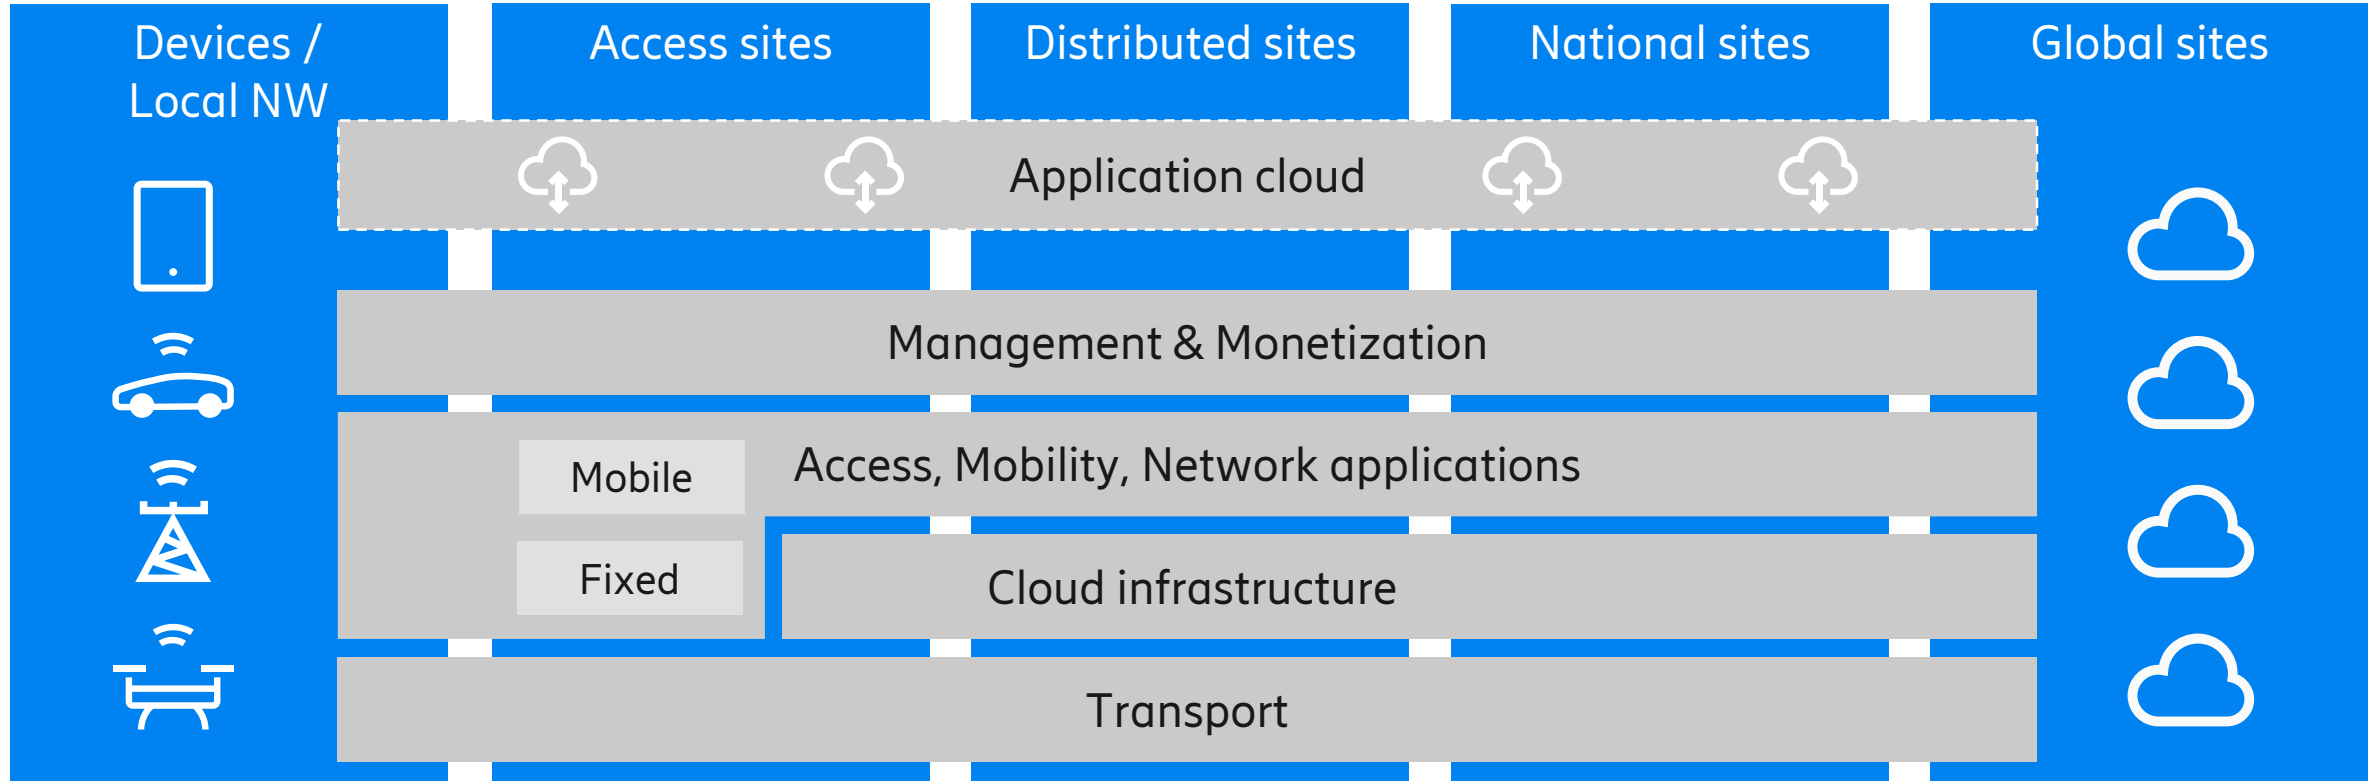 Devices /
Local NW
Access sites
Distributed sites
National sites
Global sites
Application cloud
Management & Monetization
Mobile
Access, Mobility, Network applications
Fixed
Cloud infrastructure
Transport